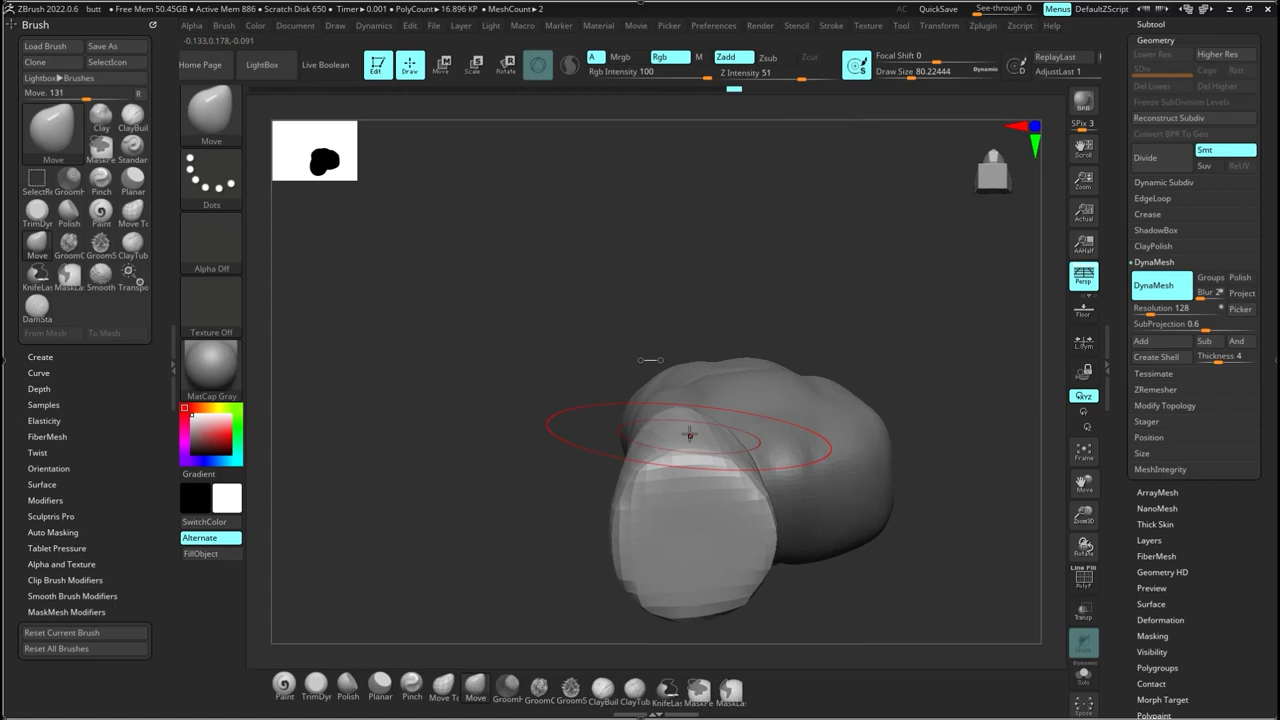 ZBrush 2022.0.6 butt • Free Mem 50.45GB • Active Mem 886 • Scratch Disk 650 • Timer▶0.001 • PolyCount▶16.896 KP • MeshCount▶2
AC QuickSave See-through 0 Menus DefaultZScript
Alpha Brush Color Document Draw Dynamics Edit File Layer Light Macro Marker Material Movie Picker Preferences Render Stencil Stroke Texture Tool Transform Zplugin Zscript Help
-0.133,0.178,-0.091
Brush
Load Brush Save As
Clone SelectIcon
Lightbox▶Brushes
Move. 131 R
Move Clay ClayBuil
MaskPe Standar
SelectRe GroomH Pinch Planar
TrimDyn Polish Paint Move To
Move GroomC GroomS ClayTub
KnifeLas MaskLas Smooth Transpo
DamSta
From Mesh To Mesh
Create
Curve
Depth
Samples
Elasticity
FiberMesh
Twist
Orientation
Surface
Modifiers
Sculptris Pro
Auto Masking
Tablet Pressure
Alpha and Texture
Clip Brush Modifiers
Smooth Brush Modifiers
MaskMesh Modifiers
Reset Current Brush
Reset All Brushes
Home Page LightBox Live Boolean
Edit Draw Move Scale Rotate
A Mrgb Rgb M Zadd Zsub Zcut
Rgb Intensity 100 Z Intensity 51
S Focal Shift 0
Draw Size 80.22444 Dynamic
D ReplayLast
AdjustLast 1
Move
Dots
Alpha Off
Texture Off
MatCap Gray
Gradient
SwitchColor
Alternate
FillObject
BPR
SPix 3
Scroll
Zoom
Actual
AAHalf
Persp
Floor
L.Sym
XYZ
Frame
Move
Zoom3D
Rotate
Line Fill
PolyF
Transp
Ghost
Dynamic
Solo
Xpose
Subtool
Geometry
Lower Res Higher Res
SDiv Cage Rstr
Del Lower Del Higher
Freeze SubDivision Levels
Reconstruct Subdiv
Convert BPR To Geo
Divide Smt
Suv ReUV
Dynamic Subdiv
EdgeLoop
Crease
ShadowBox
ClayPolish
DynaMesh
DynaMesh Groups Polish
Blur 2 Project
Resolution 128 Picker
SubProjection 0.6
Add Sub And
Create Shell Thickness 4
Tessimate
ZRemesher
Modify Topology
Stager
Position
Size
MeshIntegrity
ArrayMesh
NanoMesh
Thick Skin
Layers
FiberMesh
Geometry HD
Preview
Surface
Deformation
Masking
Visibility
Polygroups
Contact
Morph Target
Polypaint
Paint TrimDyn Polish Planar Pinch Move To Move GroomH GroomC GroomS ClayBuil ClayTub KnifeLas MaskPe MaskLas